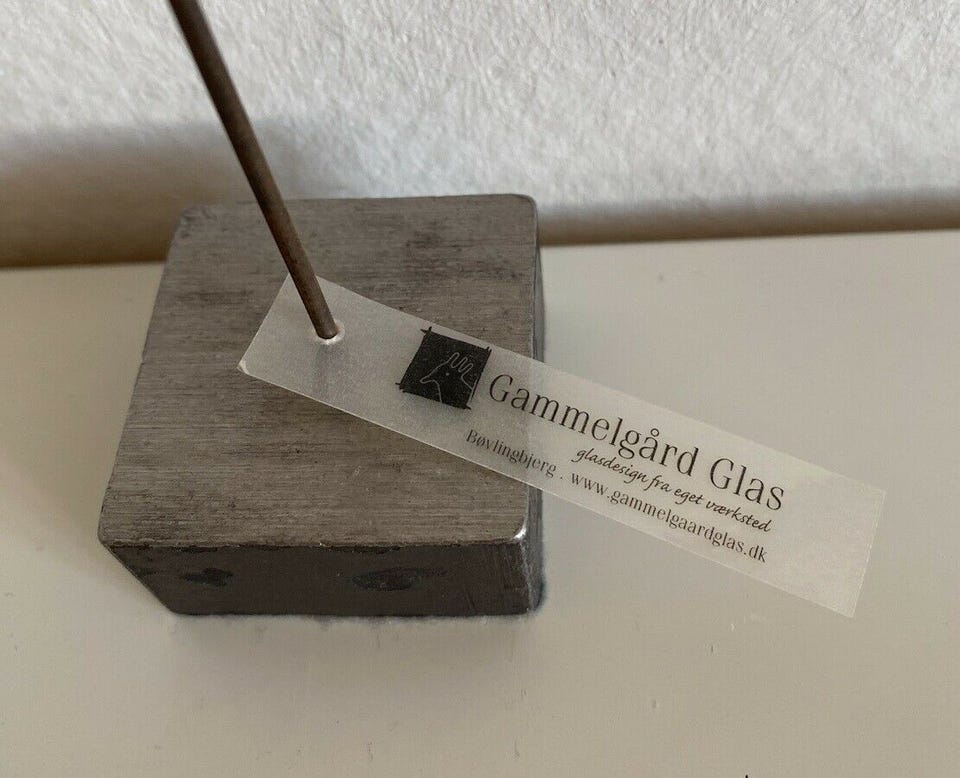 Gammelgård Glas
glasdesign fra eget værksted
Bøvlingbjerg . www.gammelgaardglas.dk